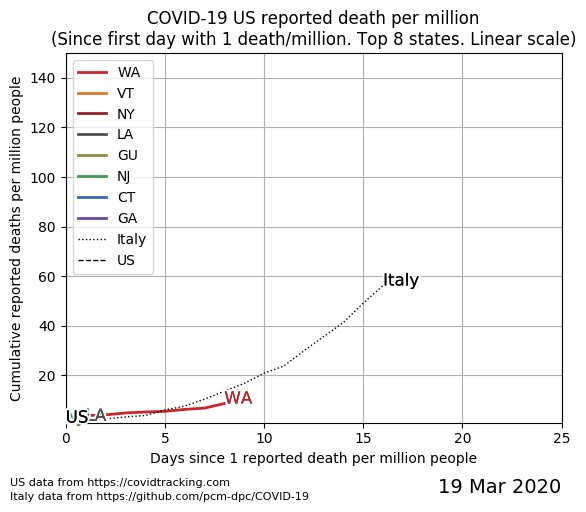 COVID-19 US reported death per million
(Since first day with 1 death/million. Top 8 states. Linear scale)
Cumulative reported deaths per million people
140
120
100
80
60
40
20
WA
VT
NY
LA
GU
NJ
CT
GA
Italy
US
Italy
WA
US
LA
0
5
10
15
20
25
Days since 1 reported death per million people
US data from https://covidtracking.com
Italy data from https://github.com/pcm-dpc/COVID-19
19 Mar 2020